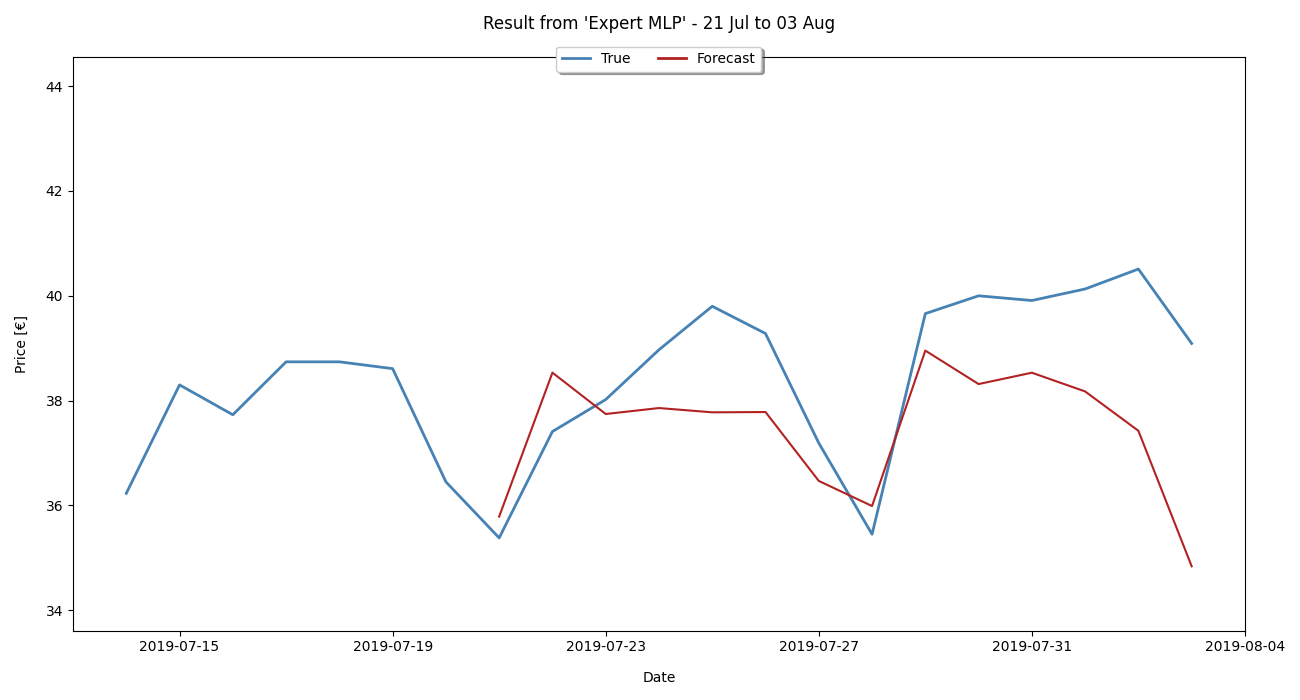 Result from 'Expert MLP' - 21 Jul to 03 Aug
True Forecast
44
42
40
38
36
34
Price [€]
2019-07-15 2019-07-19 2019-07-23 2019-07-27 2019-07-31 2019-08-04
Date